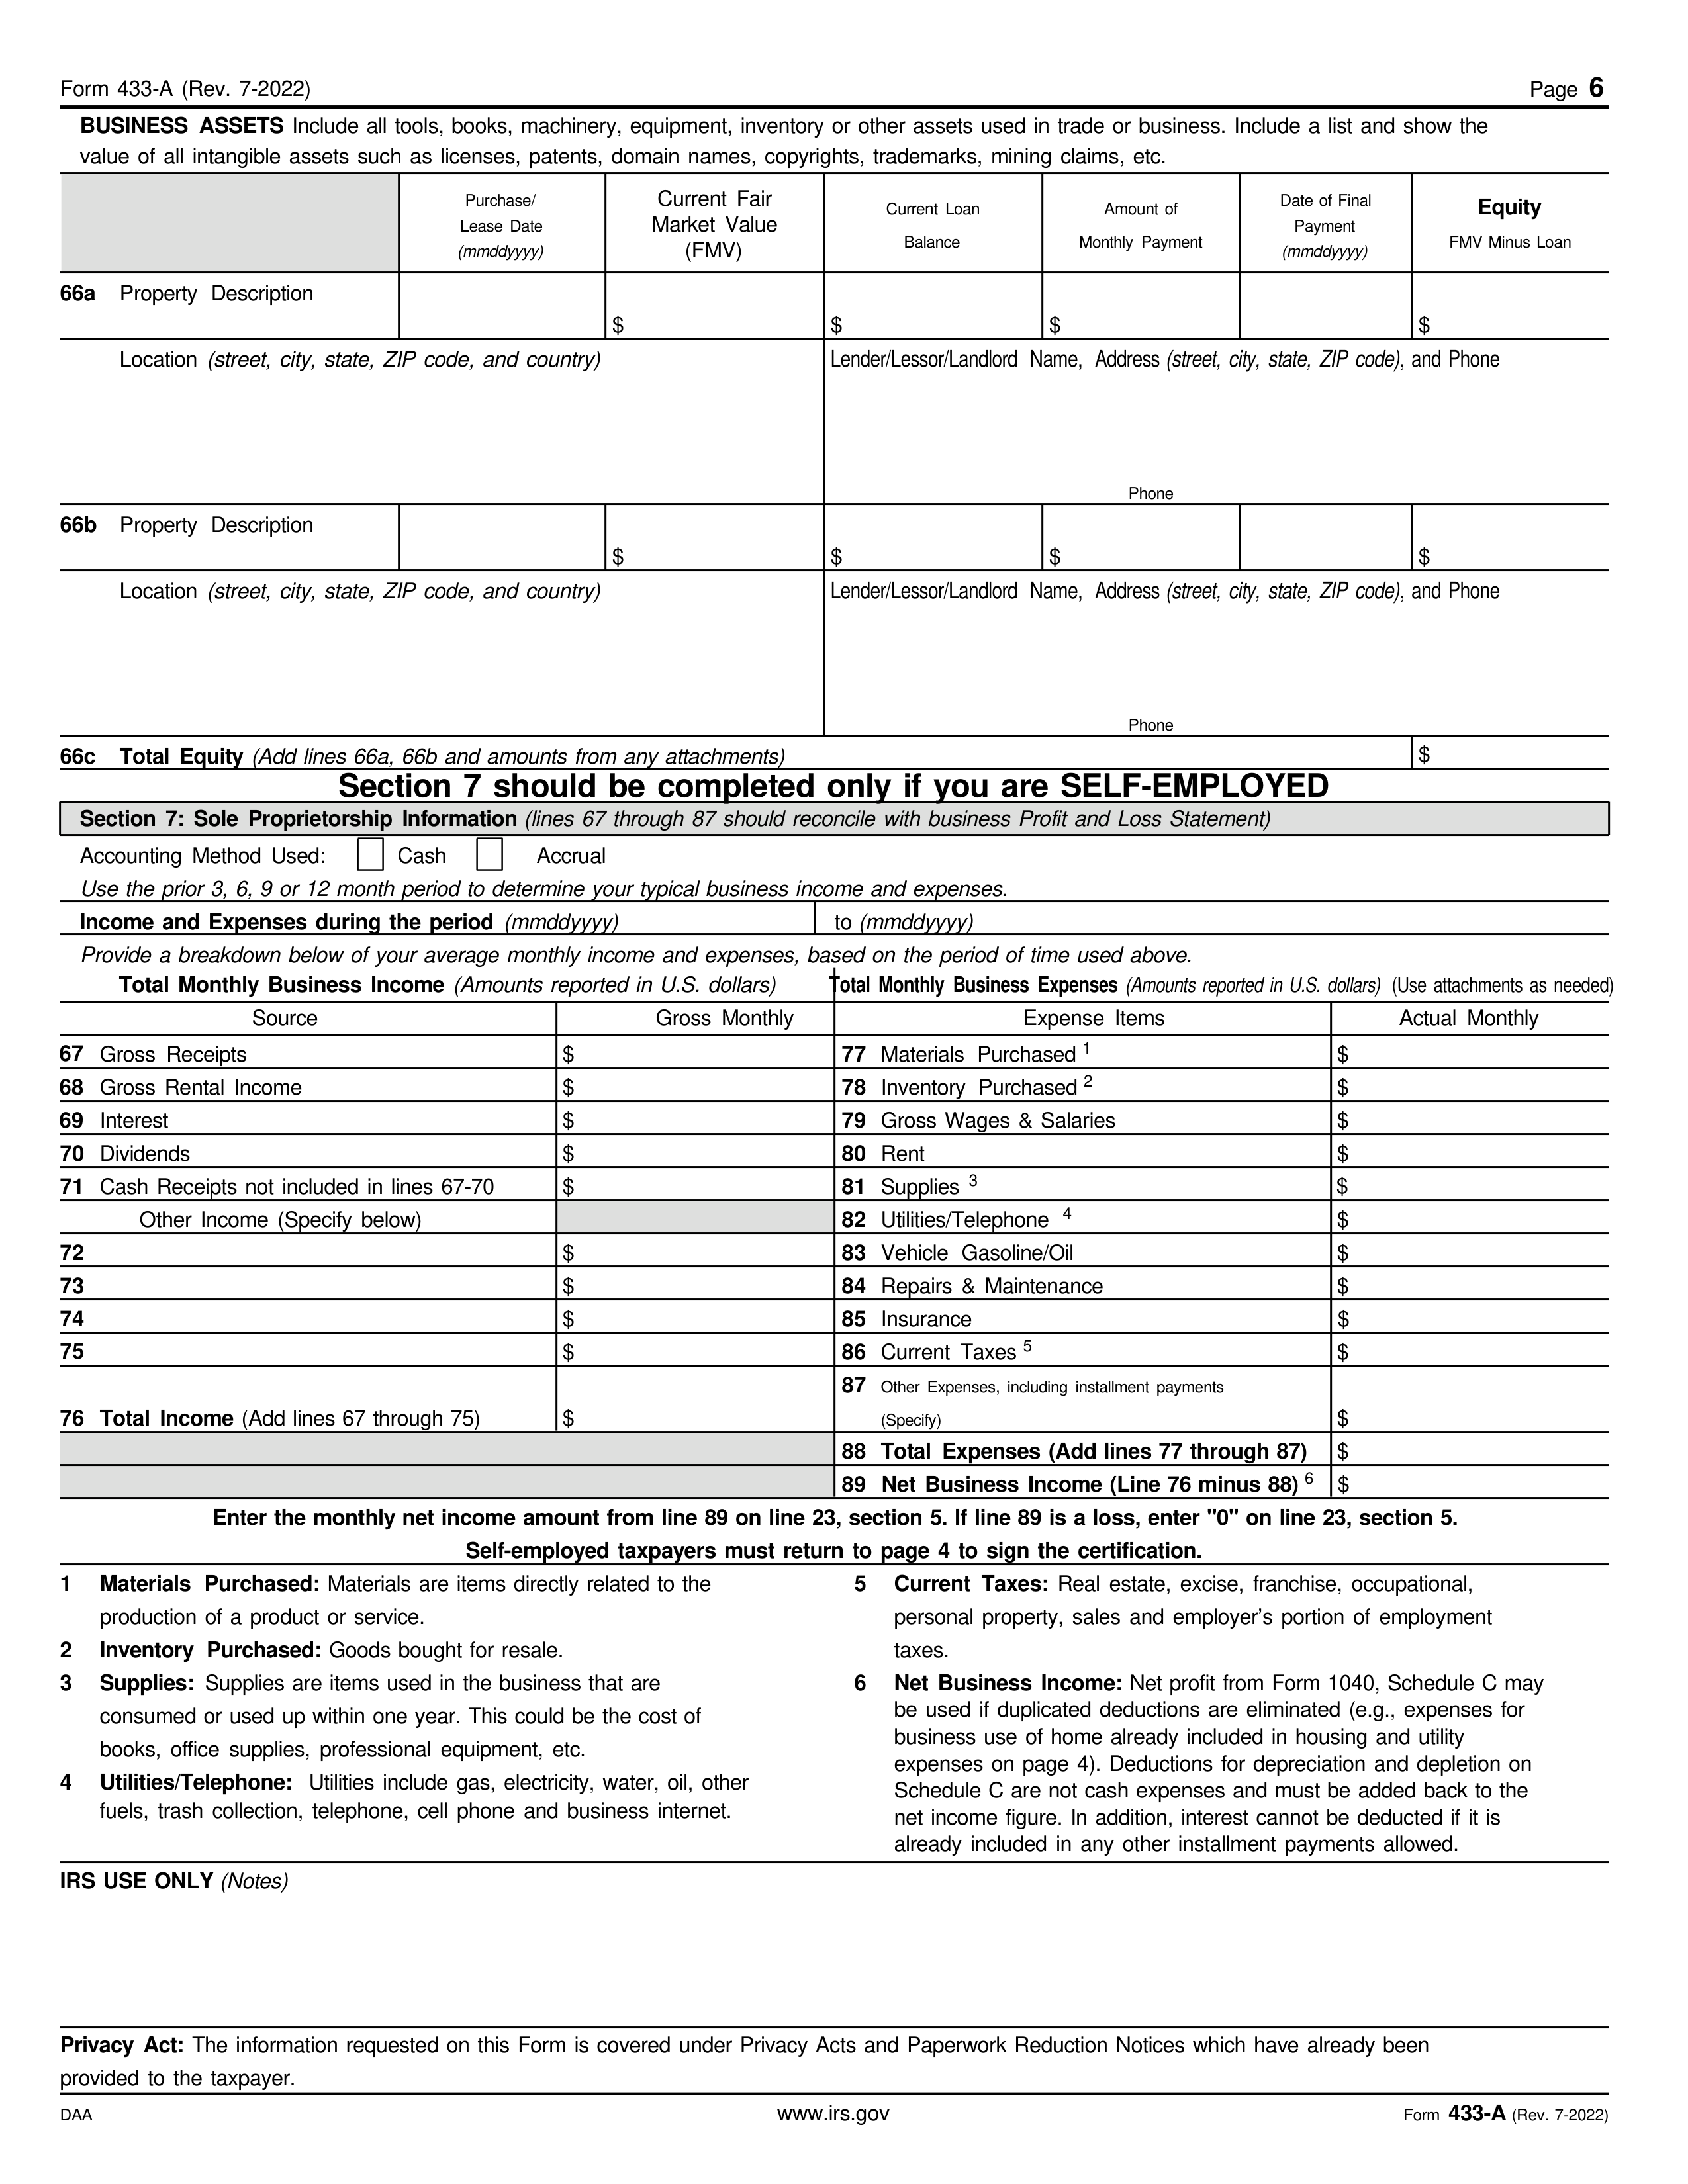 Form 433-A (Rev. 7-2022) Page 6
BUSINESS ASSETS Include all tools, books, machinery, equipment, inventory or other assets used in trade or business. Include a list and show the
value of all intangible assets such as licenses, patents, domain names, copyrights, trademarks, mining claims, etc.
Purchase/
Lease Date
(mmddyyyy)
Current Fair
Market Value
(FMV)
Current Loan
Balance
Amount of
Monthly Payment
Date of Final
Payment
(mmddyyyy)
Equity
FMV Minus Loan
66a Property Description
$ $ $ $
Location (street, city, state, ZIP code, and country) Lender/Lessor/Landlord Name, Address (street, city, state, ZIP code), and Phone
Phone
66b Property Description
$ $ $ $
Location (street, city, state, ZIP code, and country) Lender/Lessor/Landlord Name, Address (street, city, state, ZIP code), and Phone
Phone
66c Total Equity (Add lines 66a, 66b and amounts from any attachments) $
Section 7 should be completed only if you are SELF-EMPLOYED
Section 7: Sole Proprietorship Information (lines 67 through 87 should reconcile with business Profit and Loss Statement)
Accounting Method Used: Cash Accrual
Use the prior 3, 6, 9 or 12 month period to determine your typical business income and expenses.
Income and Expenses during the period (mmddyyyy) to (mmddyyyy)
Provide a breakdown below of your average monthly income and expenses, based on the period of time used above.
Total Monthly Business Income (Amounts reported in U.S. dollars) Total Monthly Business Expenses (Amounts reported in U.S. dollars) (Use attachments as needed)
Source Gross Monthly Expense Items Actual Monthly
67 Gross Receipts $ 77 Materials Purchased 1 $
68 Gross Rental Income $ 78 Inventory Purchased 2 $
69 Interest $ 79 Gross Wages & Salaries $
70 Dividends $ 80 Rent $
71 Cash Receipts not included in lines 67-70 $ 81 Supplies 3 $
Other Income (Specify below) 82 Utilities/Telephone 4 $
72 $ 83 Vehicle Gasoline/Oil $
73 $ 84 Repairs & Maintenance $
74 $ 85 Insurance $
75 $ 86 Current Taxes 5 $
87 Other Expenses, including installment payments
76 Total Income (Add lines 67 through 75) $ (Specify) $
88 Total Expenses (Add lines 77 through 87) $
89 Net Business Income (Line 76 minus 88) 6 $
Enter the monthly net income amount from line 89 on line 23, section 5. If line 89 is a loss, enter "0" on line 23, section 5.
Self-employed taxpayers must return to page 4 to sign the certification.
1 Materials Purchased: Materials are items directly related to the
production of a product or service.
2 Inventory Purchased: Goods bought for resale.
3 Supplies: Supplies are items used in the business that are
consumed or used up within one year. This could be the cost of
books, office supplies, professional equipment, etc.
4 Utilities/Telephone: Utilities include gas, electricity, water, oil, other
fuels, trash collection, telephone, cell phone and business internet.
5 Current Taxes: Real estate, excise, franchise, occupational,
personal property, sales and employer's portion of employment
taxes.
6 Net Business Income: Net profit from Form 1040, Schedule C may
be used if duplicated deductions are eliminated (e.g., expenses for
business use of home already included in housing and utility
expenses on page 4). Deductions for depreciation and depletion on
Schedule C are not cash expenses and must be added back to the
net income figure. In addition, interest cannot be deducted if it is
already included in any other installment payments allowed.
IRS USE ONLY (Notes)
Privacy Act: The information requested on this Form is covered under Privacy Acts and Paperwork Reduction Notices which have already been
provided to the taxpayer.
DAA www.irs.gov Form 433-A (Rev. 7-2022)